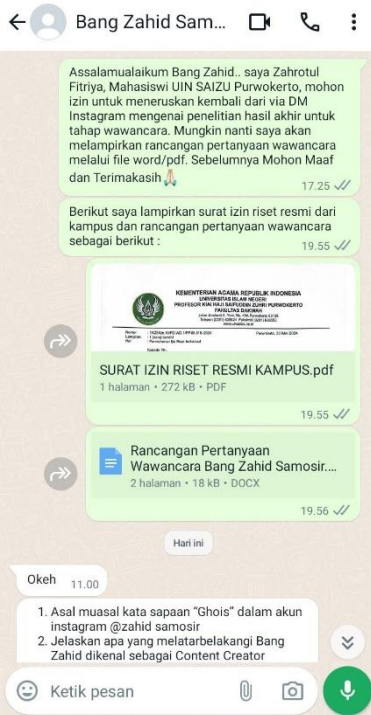 Bang Zahid Sam...
Assalamualaikum Bang Zahid.. saya Zahrotul
Fitriya, Mahasiswi UIN SAIZU Purwokerto, mohon
izin untuk meneruskan kembali dari via DM
Instagram mengenai penelitian hasil akhir untuk
tahap wawancara. Mungkin nanti saya akan
melampirkan rancangan pertanyaan wawancara
melalui file word/pdf. Sebelumnya Mohon Maaf
dan Terimakasih🙏🏻
17.25
Berikut saya lampirkan surat izin riset resmi dari
kampus dan rancangan pertanyaan wawancara
sebagai berikut :
19.55
KEMENTERIAN AGAMA REPUBLIK INDONESIA
UNIVERSITAS ISLAM NEGERI
PROFESOR KIAI HAJI SAIFUDDIN ZUHRI PURWOKERTO
FAKULTAS DAKWAH
SURAT IZIN RISET RESMI KAMPUS.pdf
1 halaman • 272 kB • PDF
19.55
Rancangan Pertanyaan
Wawancara Bang Zahid Samosir....
2 halaman • 18 kB • DOCX
19.56
Hari ini
Okeh 11.00
1. Asal muasal kata sapaan “Ghois” dalam akun
instagram @zahid samosir
2. Jelaskan apa yang melatarbelakangi Bang
Zahid dikenal sebagai Content Creator
Ketik pesan